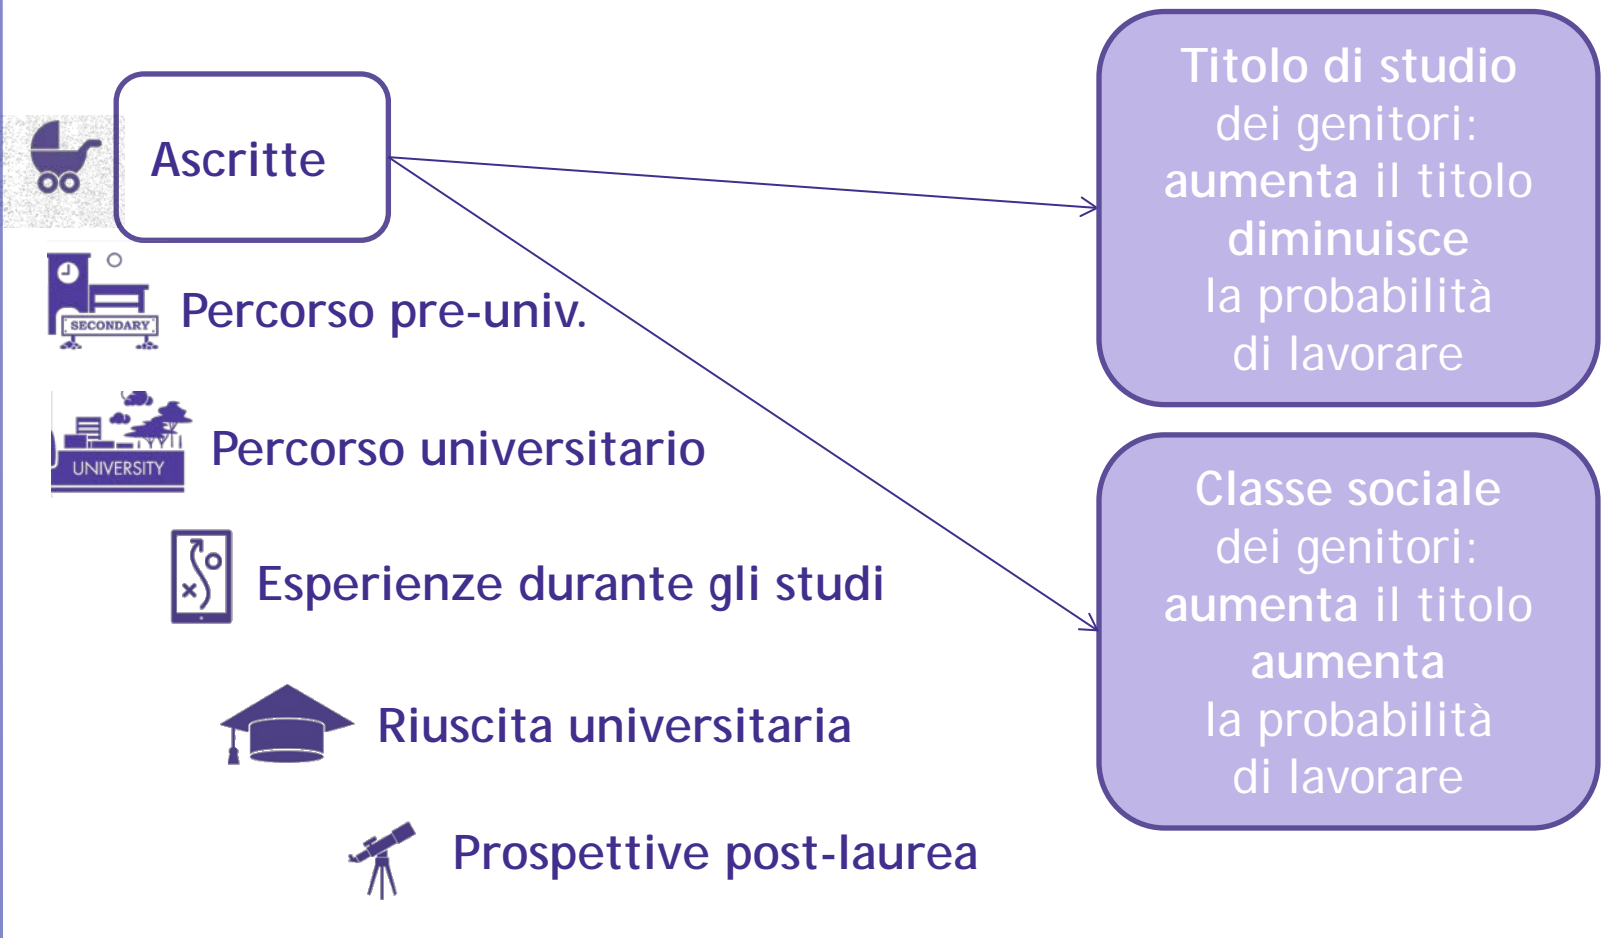 Ascritte
SECONDARY
Percorso pre-univ.
UNIVERSITY
Percorso universitario
Esperienze durante gli studi
Riuscita universitaria
Prospettive post-laurea
Titolo di studio
dei genitori:
aumenta il titolo
diminuisce
la probabilità
di lavorare
Classe sociale
dei genitori:
aumenta il titolo
aumenta
la probabilità
di lavorare